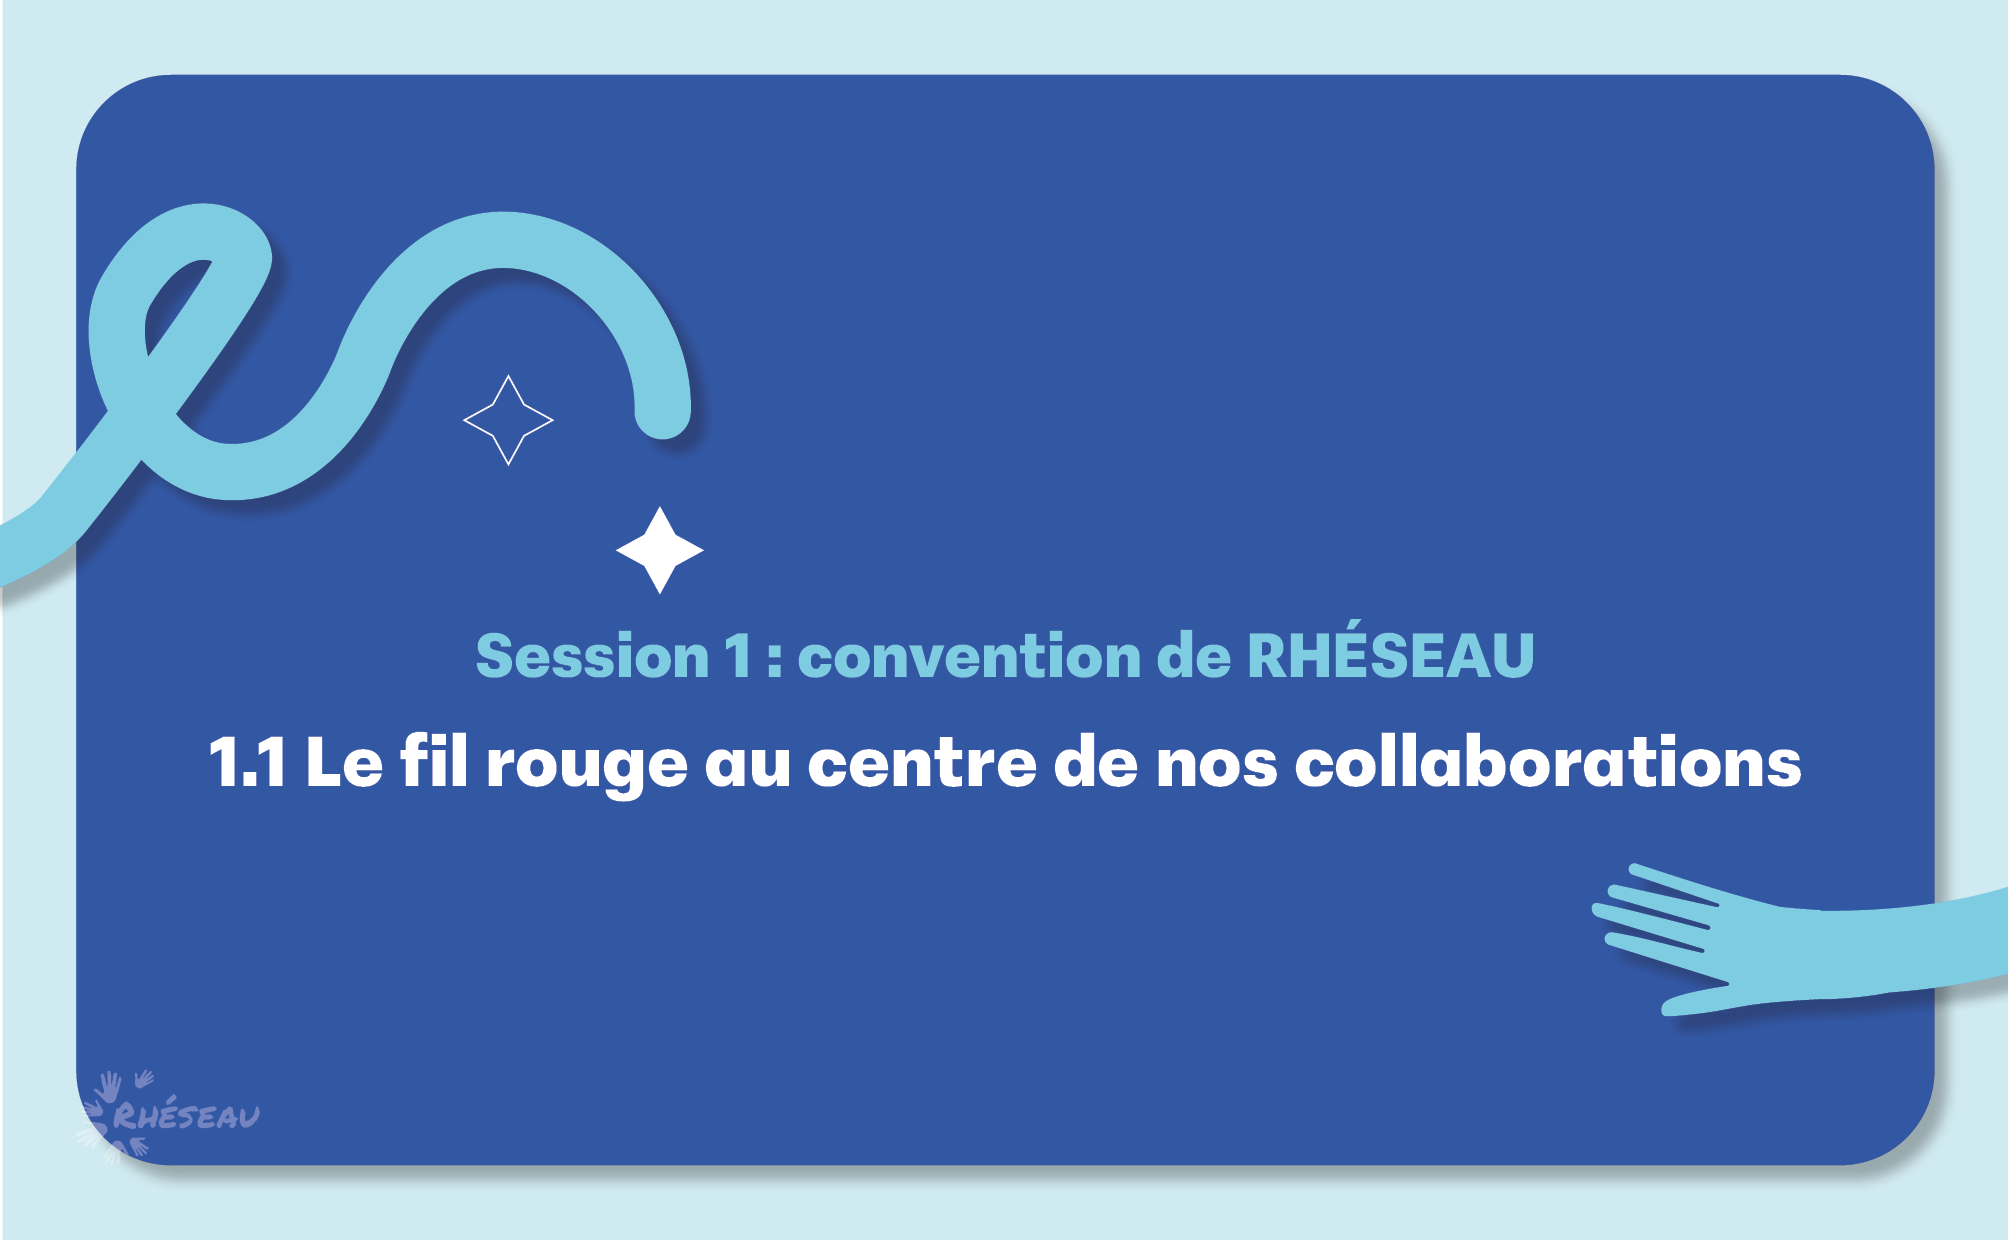 Session 1 : convention de RHÉSEAU
1.1 Le fil rouge au centre de nos collaborations
RHÉSEAU